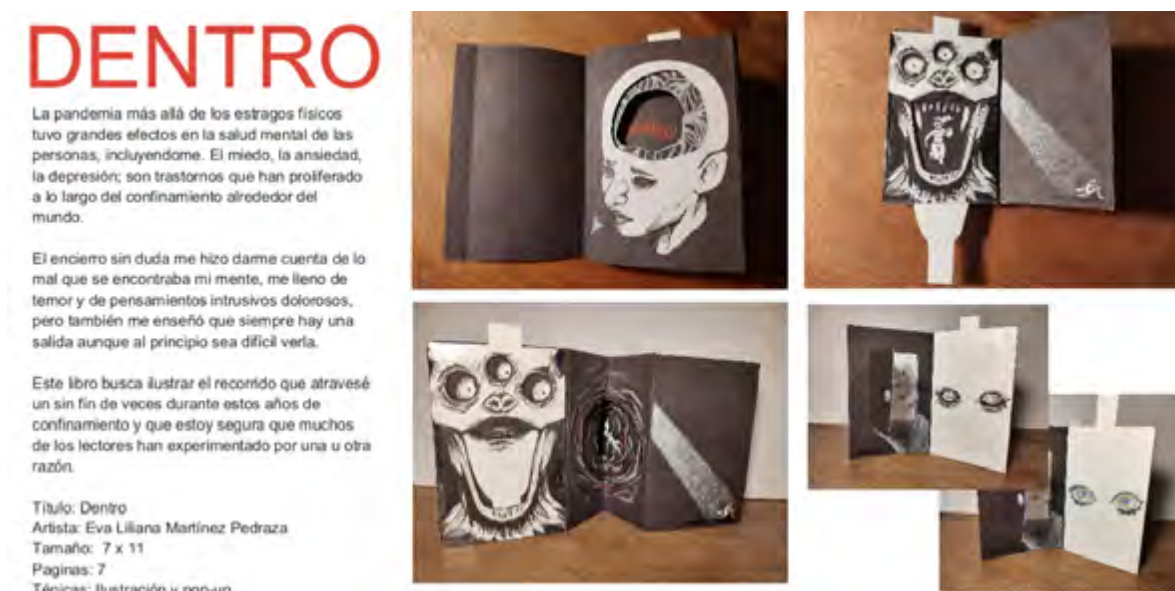 DENTRO
La pandemia más allá de los estragos físicos
tuvo grandes efectos en la salud mental de las
personas, incluyendome. El miedo, la ansiedad,
la depresión; son trastornos que han proliferado
a lo largo del confinamiento alrededor del
mundo.
El encierro sin duda me hizo darme cuenta de lo
mal que se encontraba mi mente, me lleno de
temor y de pensamientos intrusivos dolorosos,
pero también me enseñó que siempre hay una
salida aunque al principio sea difícil verla.
Este libro busca ilustrar el recorrido que atravesé
un sin fin de veces durante estos años de
confinamiento y que estoy segura que muchos
de los lectores han experimentado por una u otra
razón.
Título: Dentro
Artista: Eva Liliana Martínez Pedraza
Tamaño: 7 x 11
Paginas: 7
Ténicas: Ilustración y pop-up